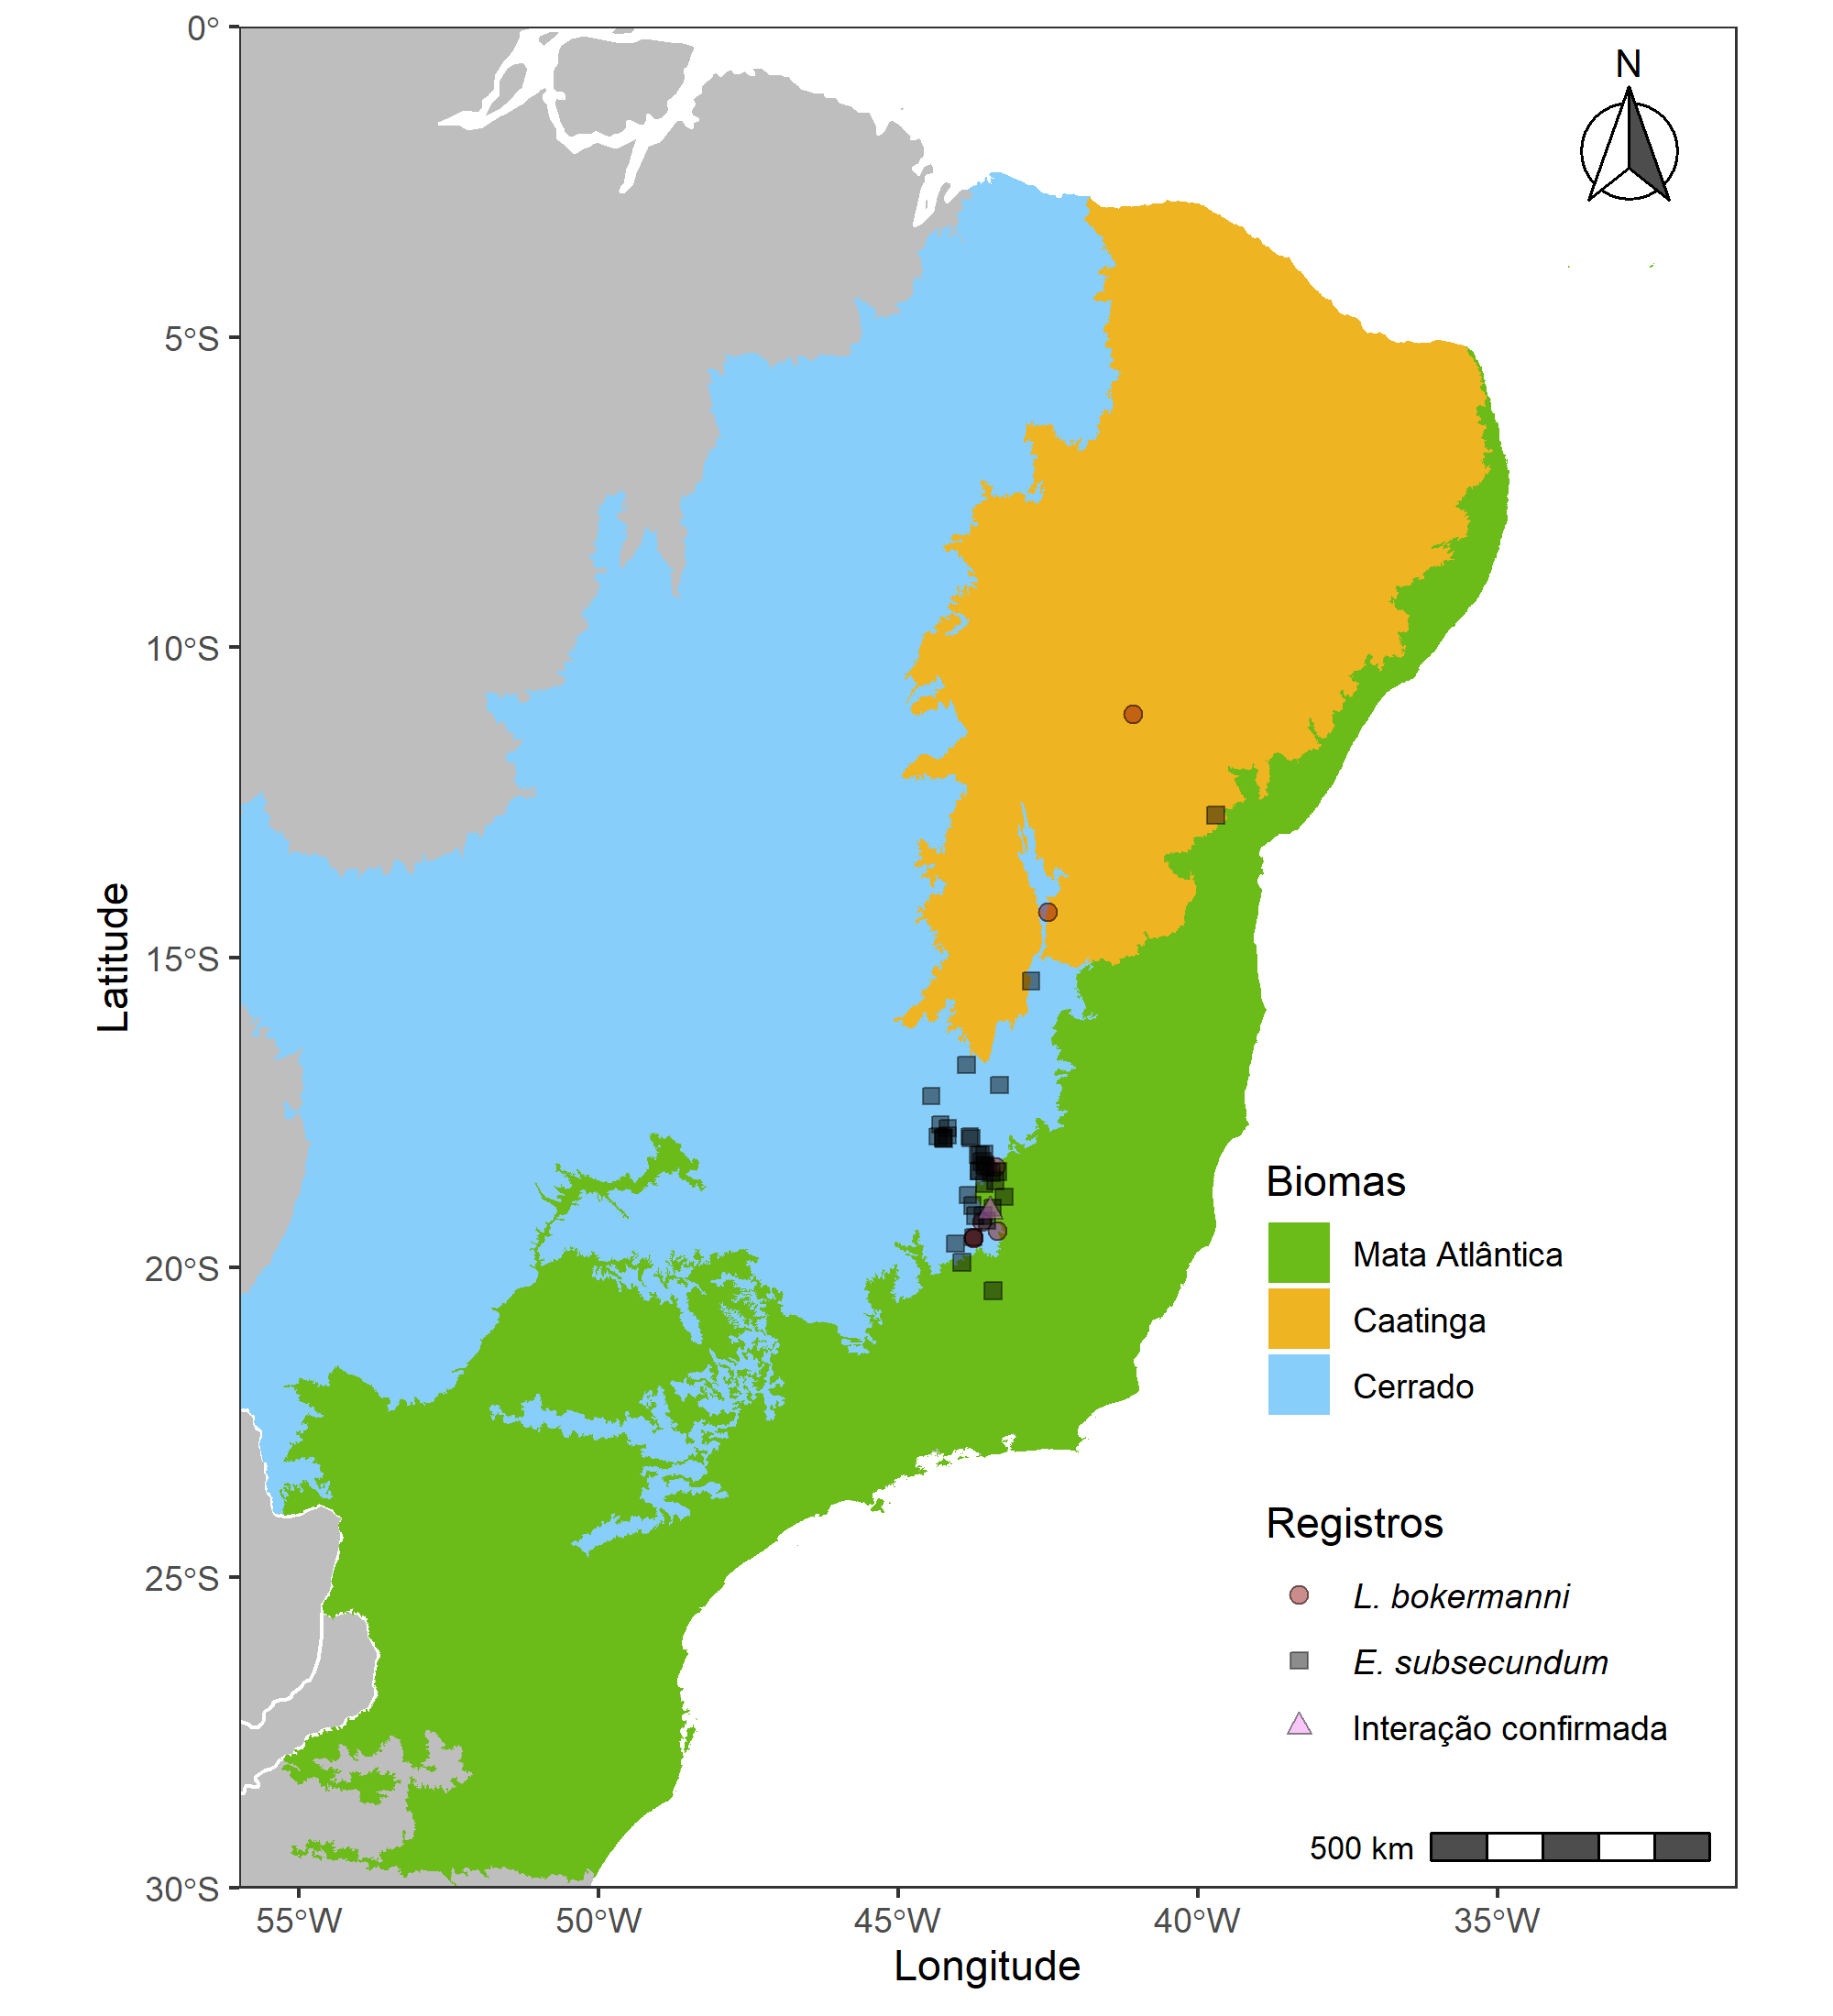 0°
5°S
10°S
15°S
20°S
25°S
30°S
Latitude
N
Biomas
Mata Atlântica
Caatinga
Cerrado
Registros
L. bokermanni
E. subsecundum
Interação confirmada
500 km
55°W
50°W
45°W
40°W
35°W
Longitude